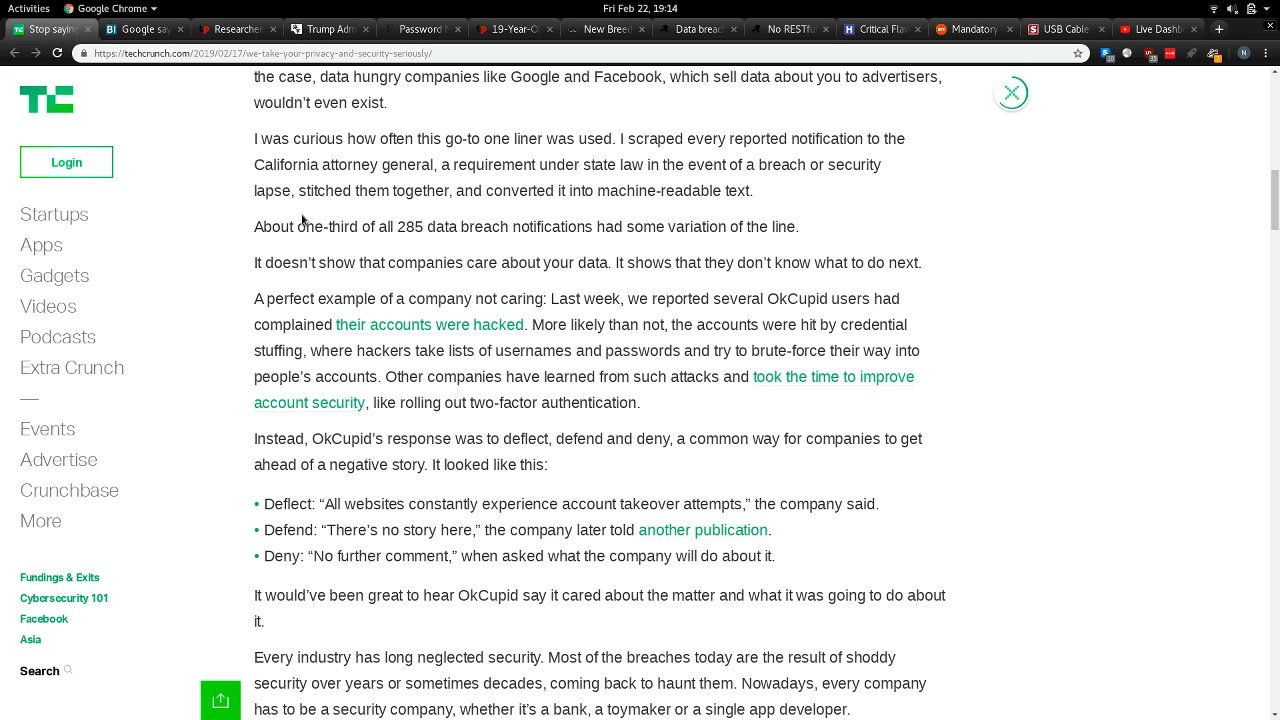 Activities Google Chrome Fri Feb 22, 19:14
Stop saying Google say Researcher Trump Adm Password M 19-Year-O New Breed Data breac No RESTfu Critical Flaw Mandatory USB Cable Live Dashb
https://techcrunch.com/2019/02/17/we-take-your-privacy-and-security-seriously/
TC
Login
Startups
Apps
Gadgets
Videos
Podcasts
Extra Crunch
—
Events
Advertise
Crunchbase
More
Fundings & Exits
Cybersecurity 101
Facebook
Asia
Search
the case, data hungry companies like Google and Facebook, which sell data about you to advertisers,
wouldn’t even exist.
I was curious how often this go-to one liner was used. I scraped every reported notification to the
California attorney general, a requirement under state law in the event of a breach or security
lapse, stitched them together, and converted it into machine-readable text.
About one-third of all 285 data breach notifications had some variation of the line.
It doesn’t show that companies care about your data. It shows that they don’t know what to do next.
A perfect example of a company not caring: Last week, we reported several OkCupid users had
complained their accounts were hacked. More likely than not, the accounts were hit by credential
stuffing, where hackers take lists of usernames and passwords and try to brute-force their way into
people’s accounts. Other companies have learned from such attacks and took the time to improve
account security, like rolling out two-factor authentication.
Instead, OkCupid’s response was to deflect, defend and deny, a common way for companies to get
ahead of a negative story. It looked like this:
• Deflect: “All websites constantly experience account takeover attempts,” the company said.
• Defend: “There’s no story here,” the company later told another publication.
• Deny: “No further comment,” when asked what the company will do about it.
It would’ve been great to hear OkCupid say it cared about the matter and what it was going to do about
it.
Every industry has long neglected security. Most of the breaches today are the result of shoddy
security over years or sometimes decades, coming back to haunt them. Nowadays, every company
has to be a security company, whether it’s a bank, a toymaker or a single app developer.